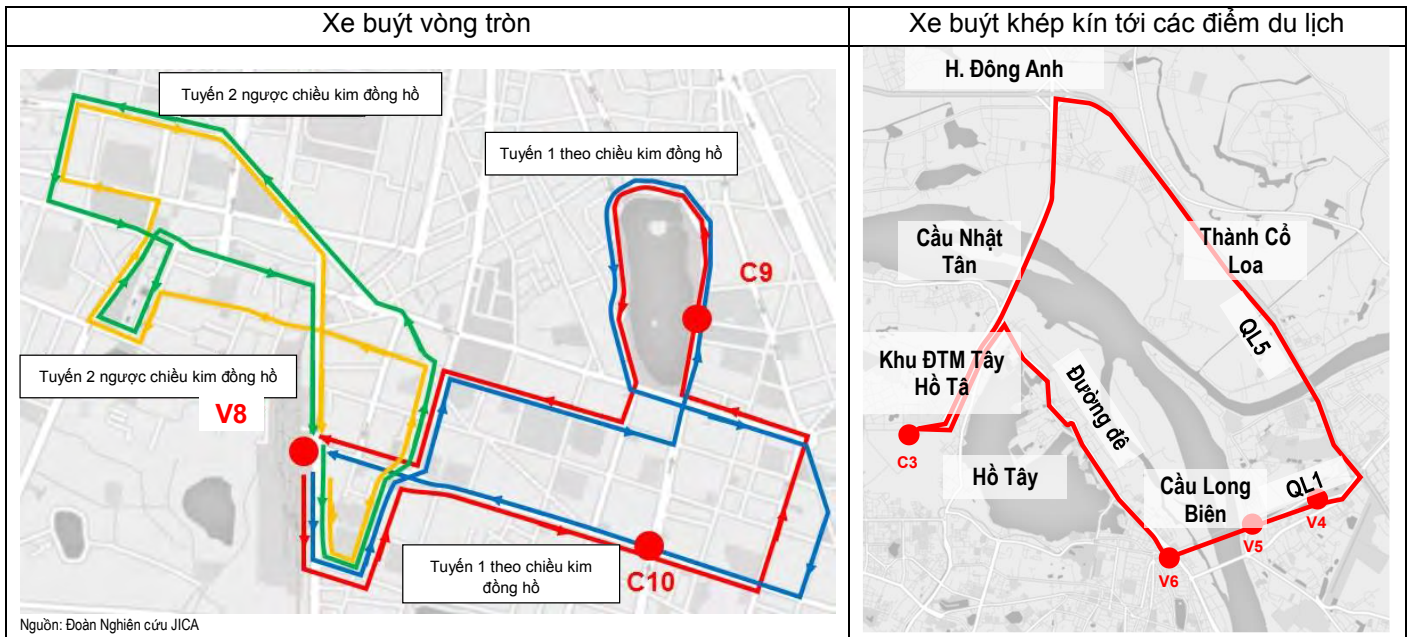 Xe buýt vòng tròn
Xe buýt khép kín tới các điểm du lịch
Tuyến 2 ngược chiều kim đồng hồ
Tuyến 1 theo chiều kim đồng hồ
C9
Tuyến 2 ngược chiều kim đồng hồ
V8
Tuyến 1 theo chiều kim
đồng hồ
C10
Nguồn: Đoàn Nghiên cứu JICA
H. Đông Anh
Cầu Nhật
Tân
Thành Cổ
Loa
QL5
Khu ĐTM Tây
Hồ Tâ
Đường đê
C3
Hồ Tây
Cầu Long
Biên
QL1
V4
V5
V6